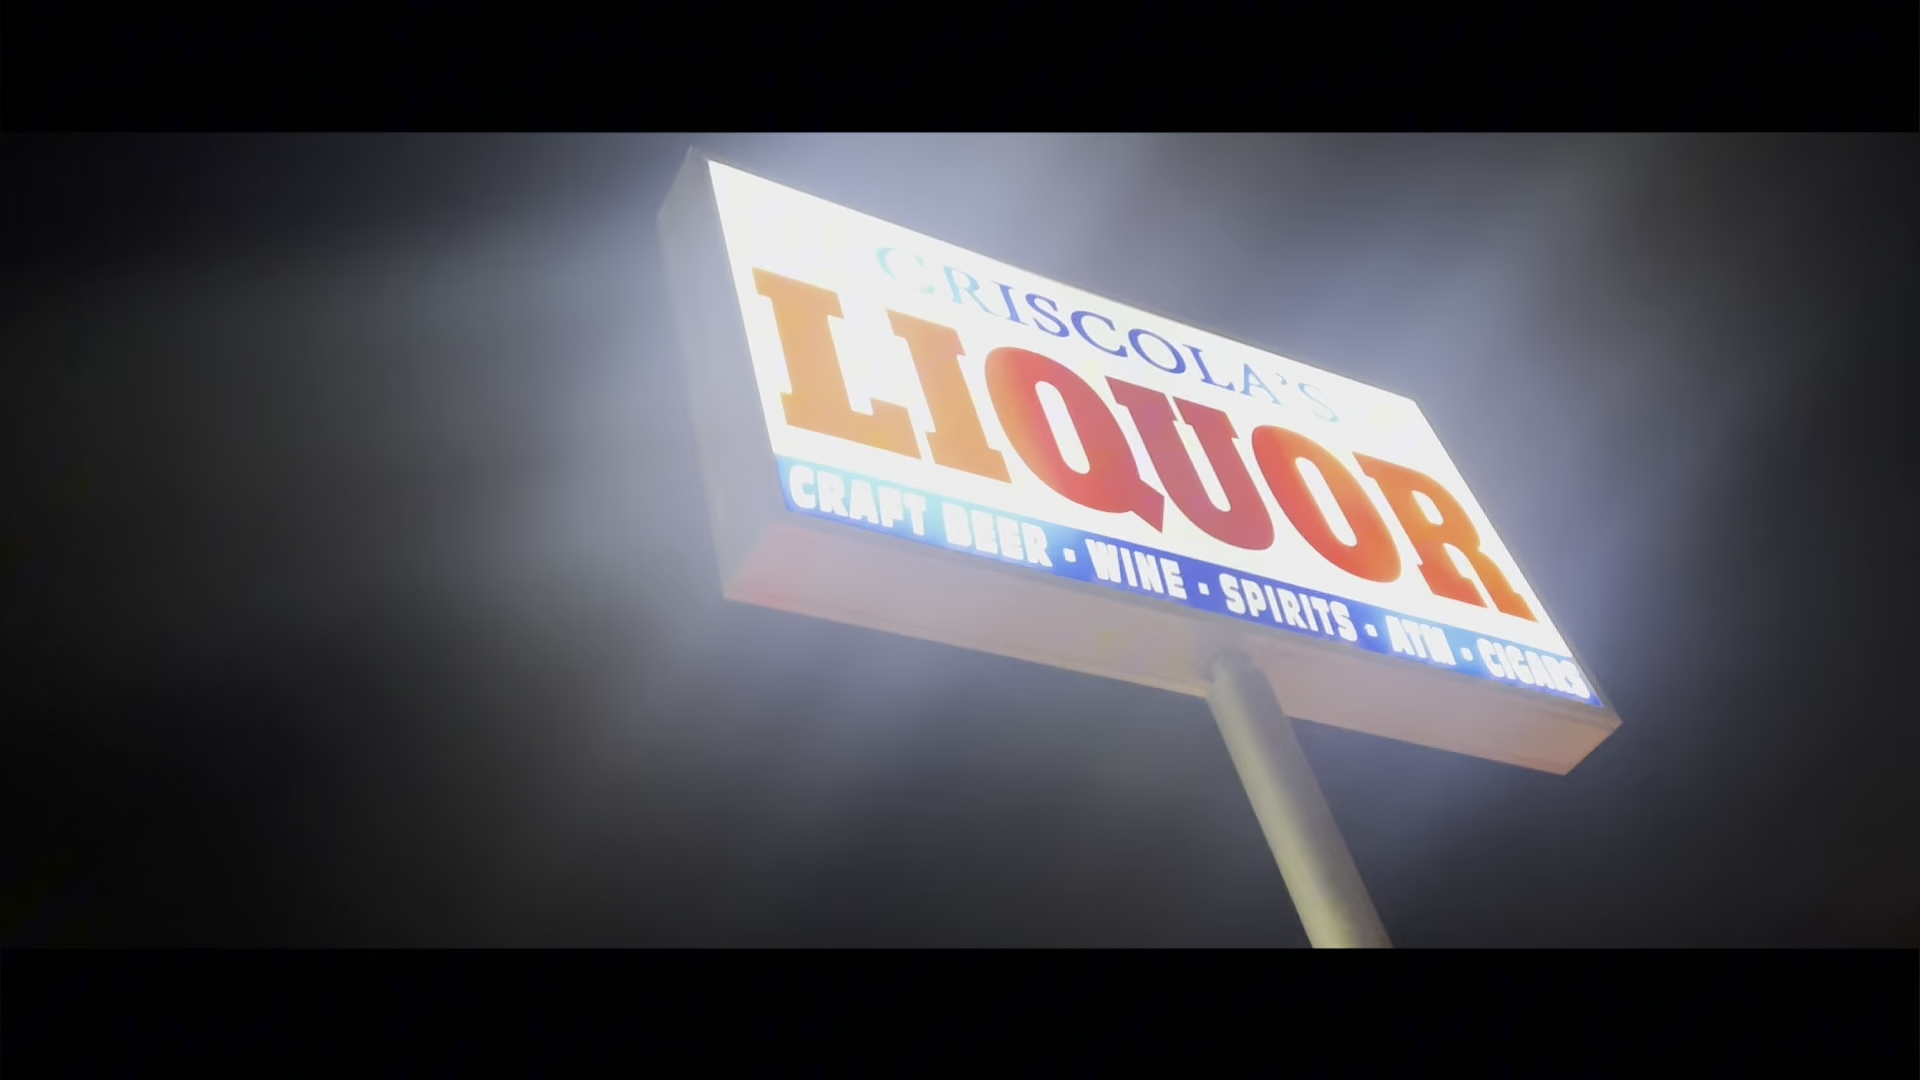 CRISCOLA'S
LIQUOR
CRAFT BEER · WINE · SPIRITS · ATM · CIGARS